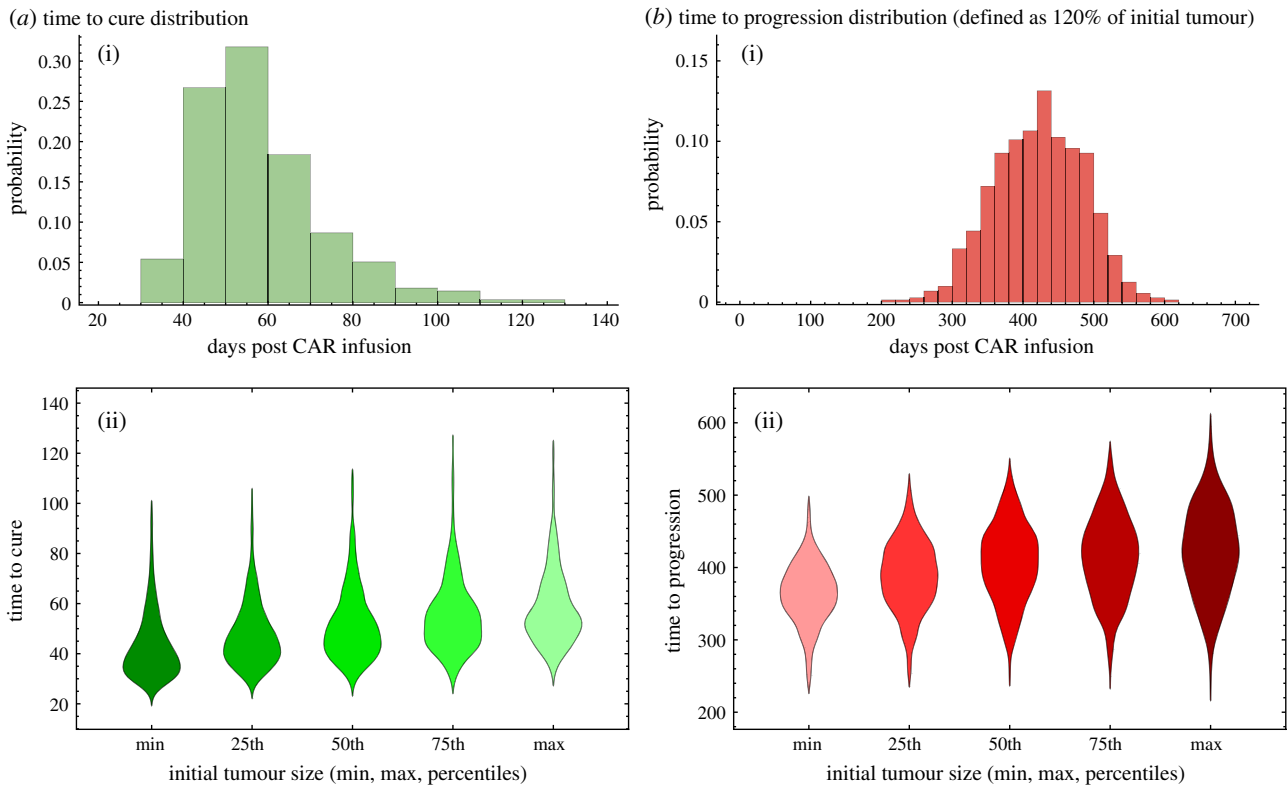 (a) time to cure distribution
(i)
probability
0.30
0.25
0.20
0.15
0.10
0.05
0
20 40 60 80 100 120 140
days post CAR infusion
(b) time to progression distribution (defined as 120% of initial tumour)
(i)
probability
0.15
0.10
0.05
0
0 100 200 300 400 500 600 700
days post CAR infusion
(ii)
time to cure
140
120
100
80
60
40
20
min 25th 50th 75th max
initial tumour size (min, max, percentiles)
(ii)
time to progression
600
500
400
300
200
min 25th 50th 75th max
initial tumour size (min, max, percentiles)